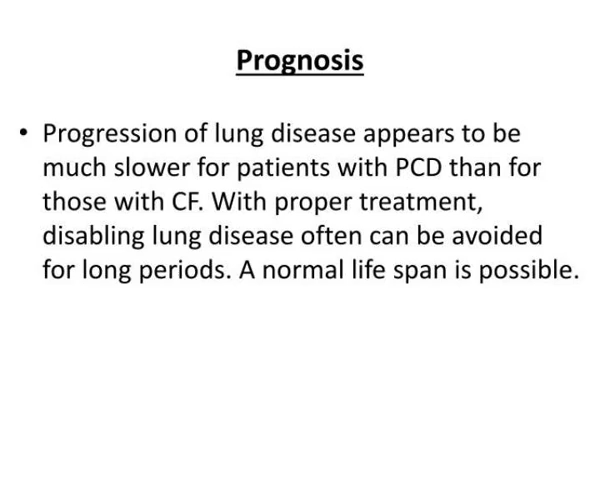 Prognosis
• Progression of lung disease appears to be
much slower for patients with PCD than for
those with CF. With proper treatment,
disabling lung disease often can be avoided
for long periods. A normal life span is possible.